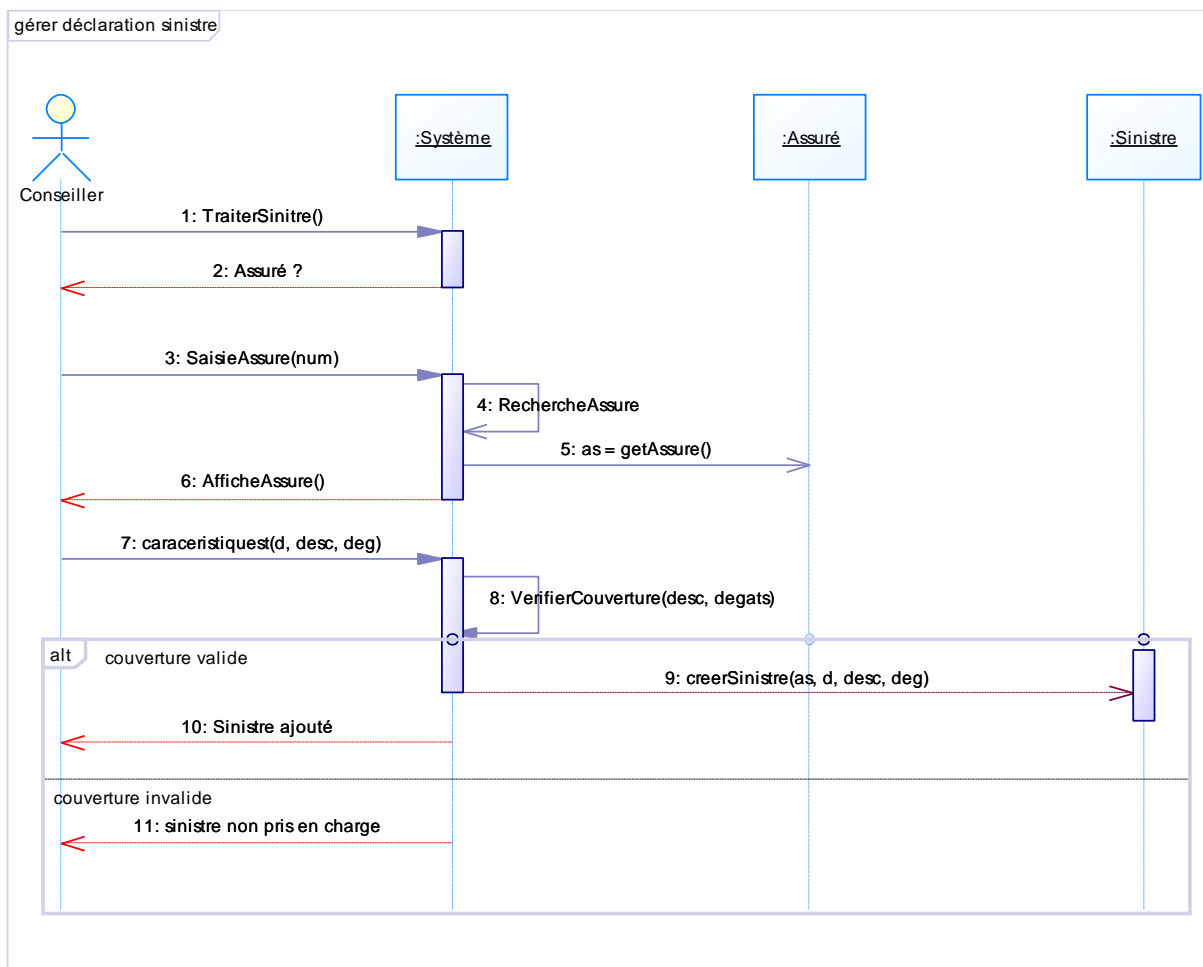 gérer déclaration sinistre
:Système
:Assuré
:Sinistre
Conseiller
1: TraiterSinitre()
2: Assuré ?
3: SaisieAssure(num)
4: RechercheAssure
5: as = getAssure()
6: AfficheAssure()
7: caraceristiquest(d, desc, deg)
8: VerifierCouverture(desc, degats)
alt
couverture valide
9: creerSinistre(as, d, desc, deg)
10: Sinistre ajouté
couverture invalide
11: sinistre non pris en charge